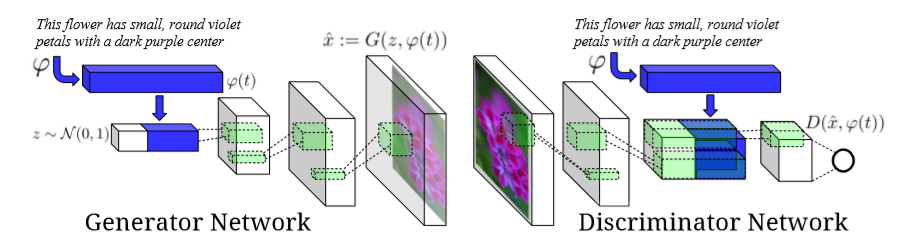 This flower has small, round violet
petals with a dark purple center
φ
φ(t)
z ~ 𝒩(0, 1)
x̂ := G(z, φ(t))
Generator Network
This flower has small, round violet
petals with a dark purple center
φ
D(x̂, φ(t))
Discriminator Network